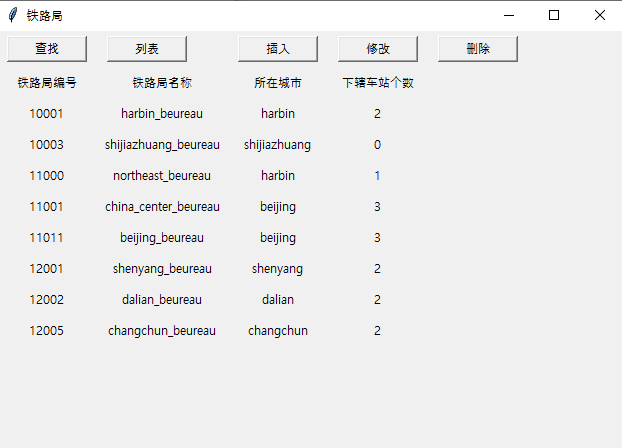 铁路局
查找 列表 插入 修改 删除
铁路局编号 铁路局名称 所在城市 下辖车站个数
10001 harbin_beureau harbin 2
10003 shijiazhuang_beureau shijiazhuang 0
11000 northeast_beureau harbin 1
11001 china_center_beureau beijing 3
11011 beijing_beureau beijing 3
12001 shenyang_beureau shenyang 2
12002 dalian_beureau dalian 2
12005 changchun_beureau changchun 2